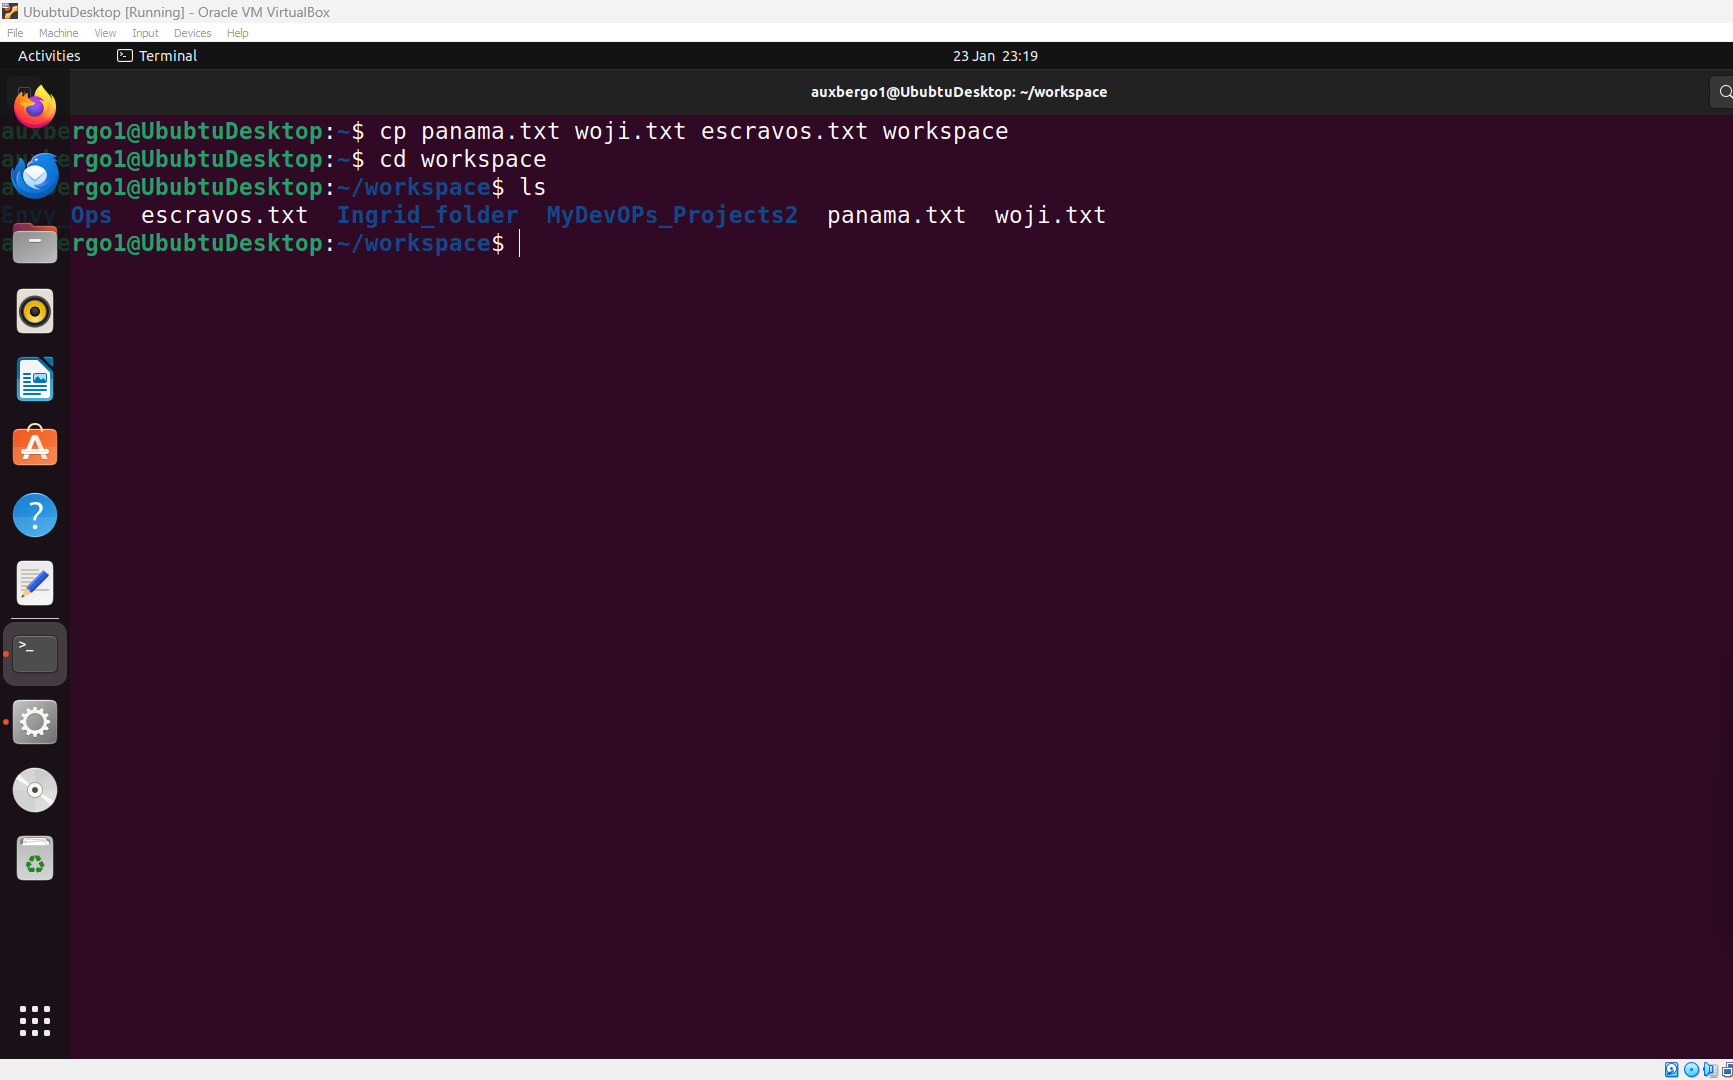 UbubtuDesktop [Running] - Oracle VM VirtualBox
File Machine View Input Devices Help
Activities Terminal 23 Jan 23:19
auxbergo1@UbubtuDesktop: ~/workspace
auxbergo1@UbubtuDesktop:~$ cp panama.txt woji.txt escravos.txt workspace
auxbergo1@UbubtuDesktop:~$ cd workspace
auxbergo1@UbubtuDesktop:~/workspace$ ls
Envy_Ops escravos.txt Ingrid_folder MyDevOPs_Projects2 panama.txt woji.txt
auxbergo1@UbubtuDesktop:~/workspace$